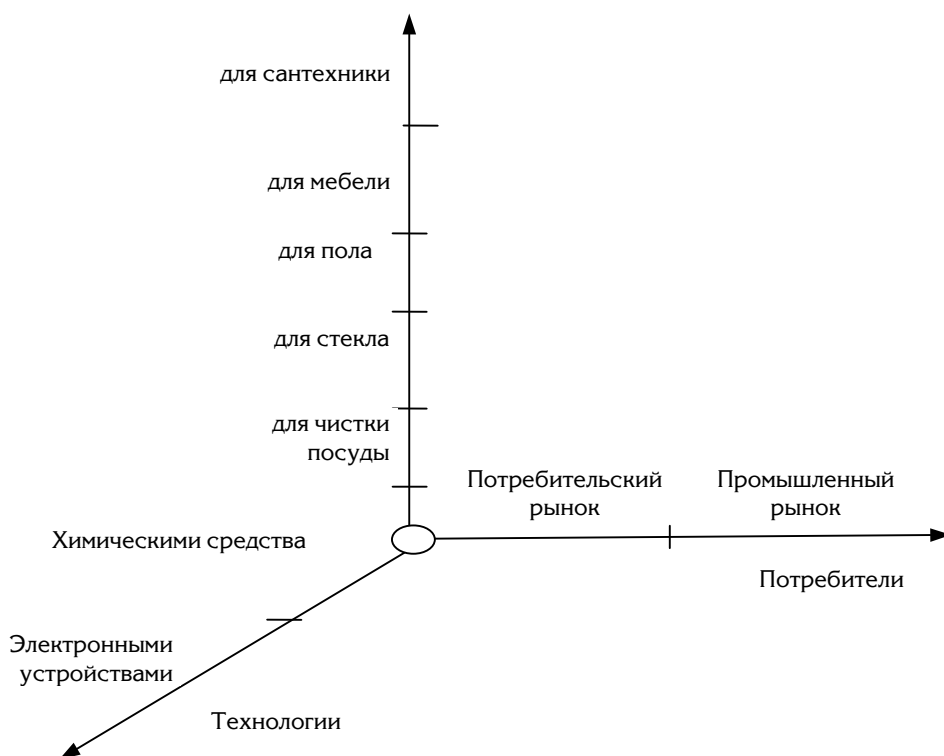 для сантехники
для мебели
для пола
для стекла
для чистки
посуды
Потребительский
рынок
Промышленный
рынок
Химическими средства
Потребители
Электронными
устройствами
Технологии